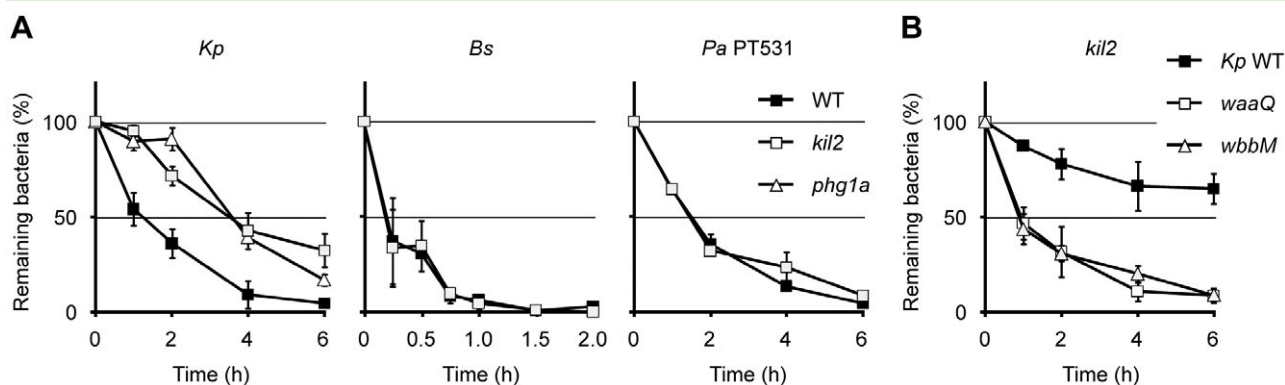 A
B
Kp
Bs
Pa PT531
kil2
WT
kil2
phg1a
Kp WT
waaQ
wbbM
Remaining bacteria (%)
100
50
0
0 2 4 6
Time (h)
0 0.5 1.0 1.5 2.0
Time (h)
0 2 4 6
Time (h)
Remaining bacteria (%)
100
50
0
0 2 4 6
Time (h)